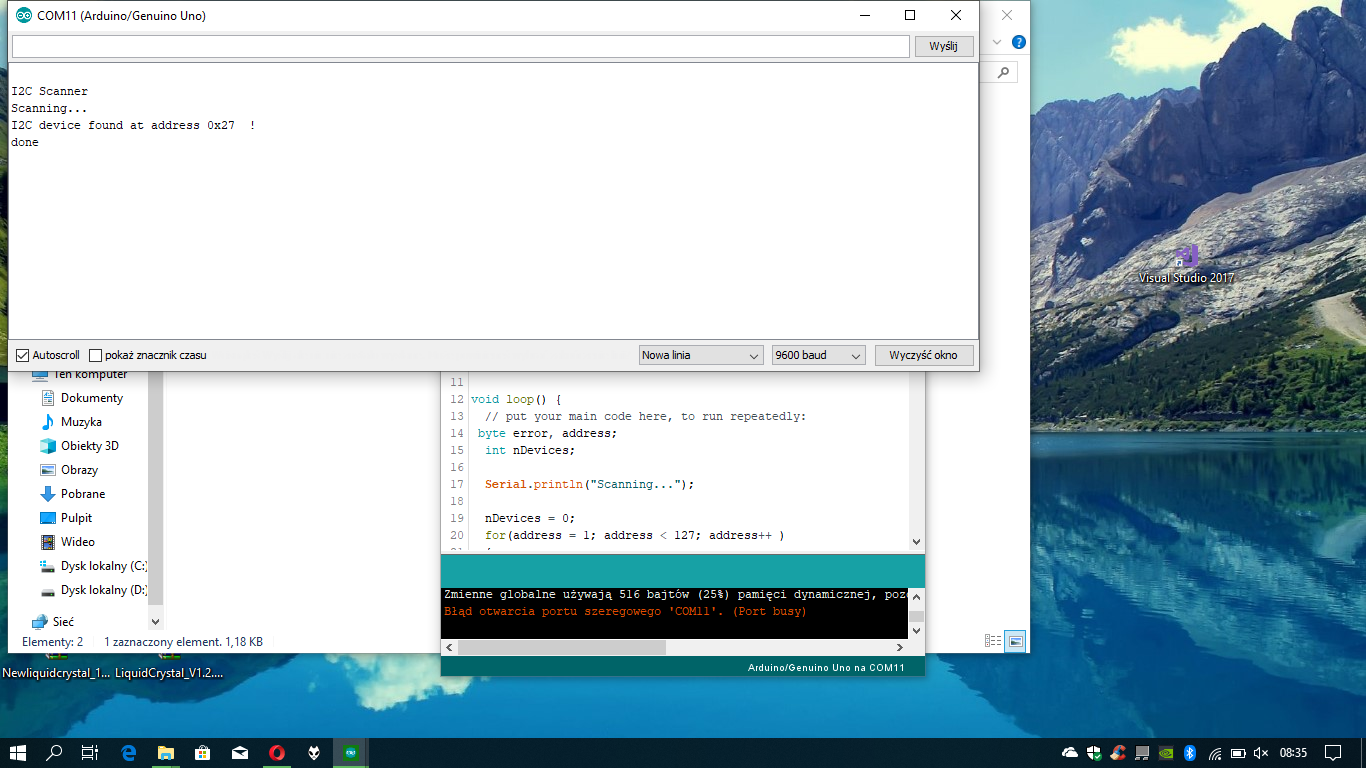 COM11 (Arduino/Genuino Uno)
Wyślij
I2C Scanner
Scanning...
I2C device found at address 0x27  !
done
Autoscroll
pokaż znacznik czasu
Nowa linia
9600 baud
Wyczyść okno
Visual Studio 2017
Ten komputer
Dokumenty
Muzyka
Obiekty 3D
Obrazy
Pobrane
Pulpit
Wideo
Dysk lokalny (C:)
Dysk lokalny (D:)
Sieć
Elementy: 2
1 zaznaczony element. 1,18 KB
11
12 void loop() {
13 // put your main code here, to run repeatedly:
14 byte error, address;
15 int nDevices;
16
17 Serial.println("Scanning...");
18
19 nDevices = 0;
20 for(address = 1; address < 127; address++ )
Zmienne globalne używają 516 bajtów (25%) pamięci dynamicznej,
Błąd otwarcia portu szeregowego 'COM11'. (Port busy)
Arduino/Genuino Uno na COM11
Newliquidcrystal_1...
LiquidCrystal_V1.2....
08:35